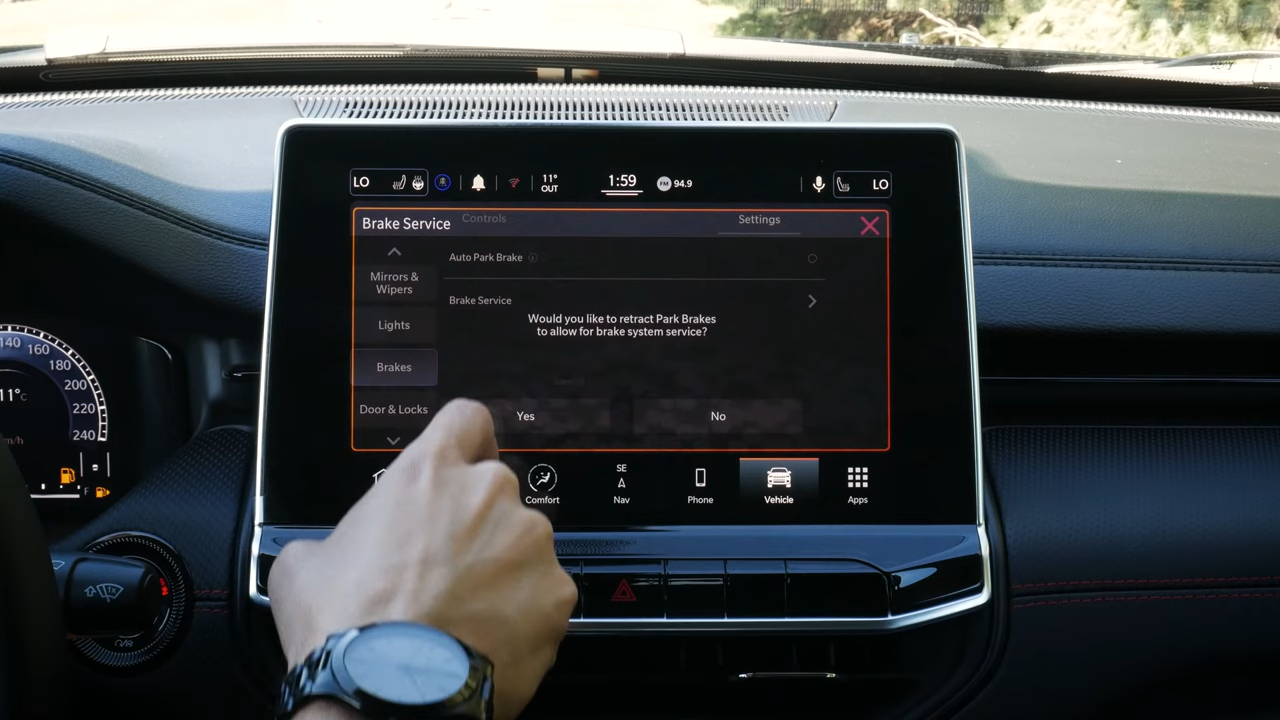 LO
11°
OUT
1:59
FM 94.9
LO
Brake Service
Controls
Settings
Auto Park Brake
Mirrors &
Wipers
Brake Service
Would you like to retract Park Brakes
to allow for brake system service?
Lights
Brakes
Door & Locks
Yes
No
Comfort
SE
Nav
Phone
Vehicle
Apps
140
160
180
200
220
240
11°C
F
1x